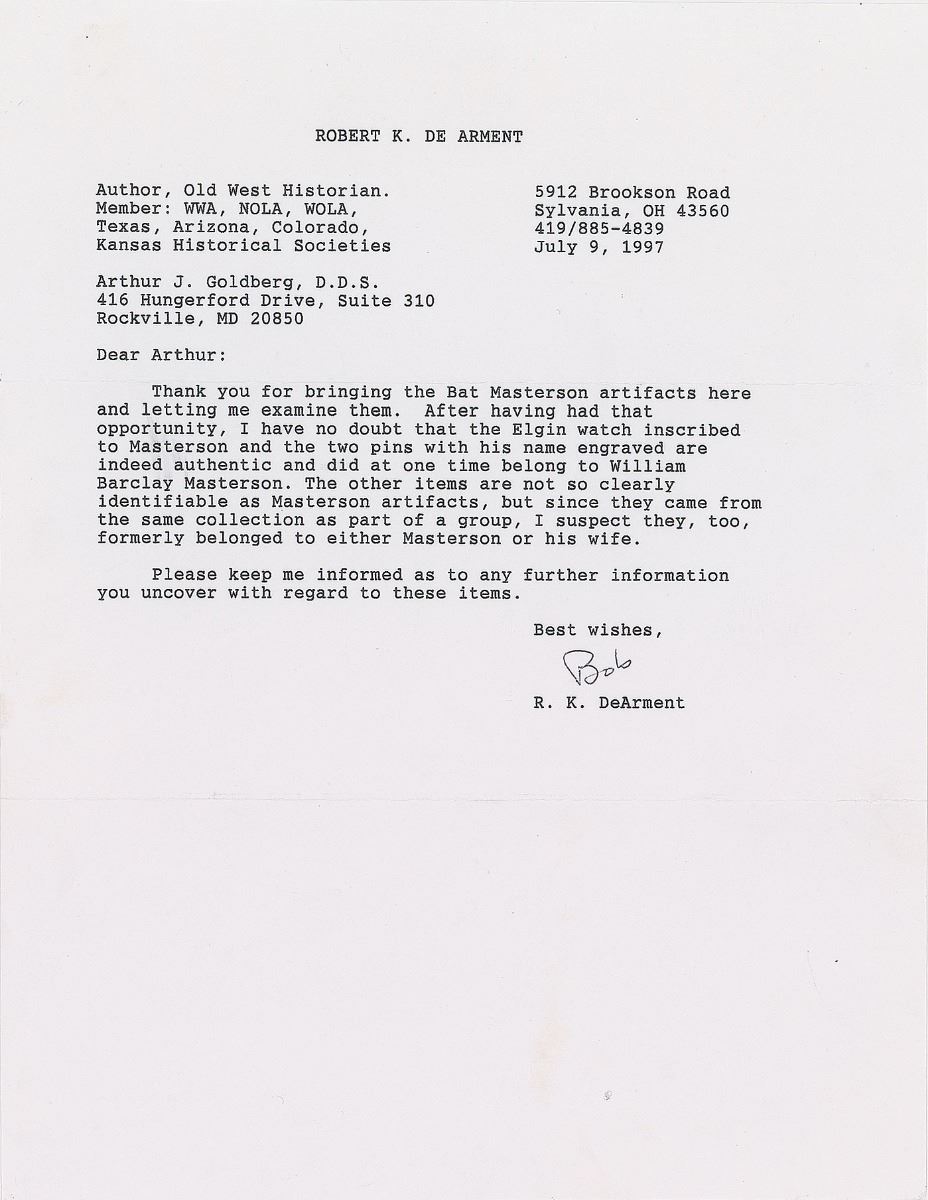 ROBERT K. DE ARMENT
Author, Old West Historian.
Member: WWA, NOLA, WOLA,
Texas, Arizona, Colorado,
Kansas Historical Societies
5912 Brookson Road
Sylvania, OH 43560
419/885-4839
July 9, 1997
Arthur J. Goldberg, D.D.S.
416 Hungerford Drive, Suite 310
Rockville, MD 20850
Dear Arthur:
Thank you for bringing the Bat Masterson artifacts here
and letting me examine them.  After having had that
opportunity, I have no doubt that the Elgin watch inscribed
to Masterson and the two pins with his name engraved are
indeed authentic and did at one time belong to William
Barclay Masterson. The other items are not so clearly
identifiable as Masterson artifacts, but since they came from
the same collection as part of a group, I suspect they, too,
formerly belonged to either Masterson or his wife.
Please keep me informed as to any further information
you uncover with regard to these items.
Best wishes,
Bob
R. K. DeArment